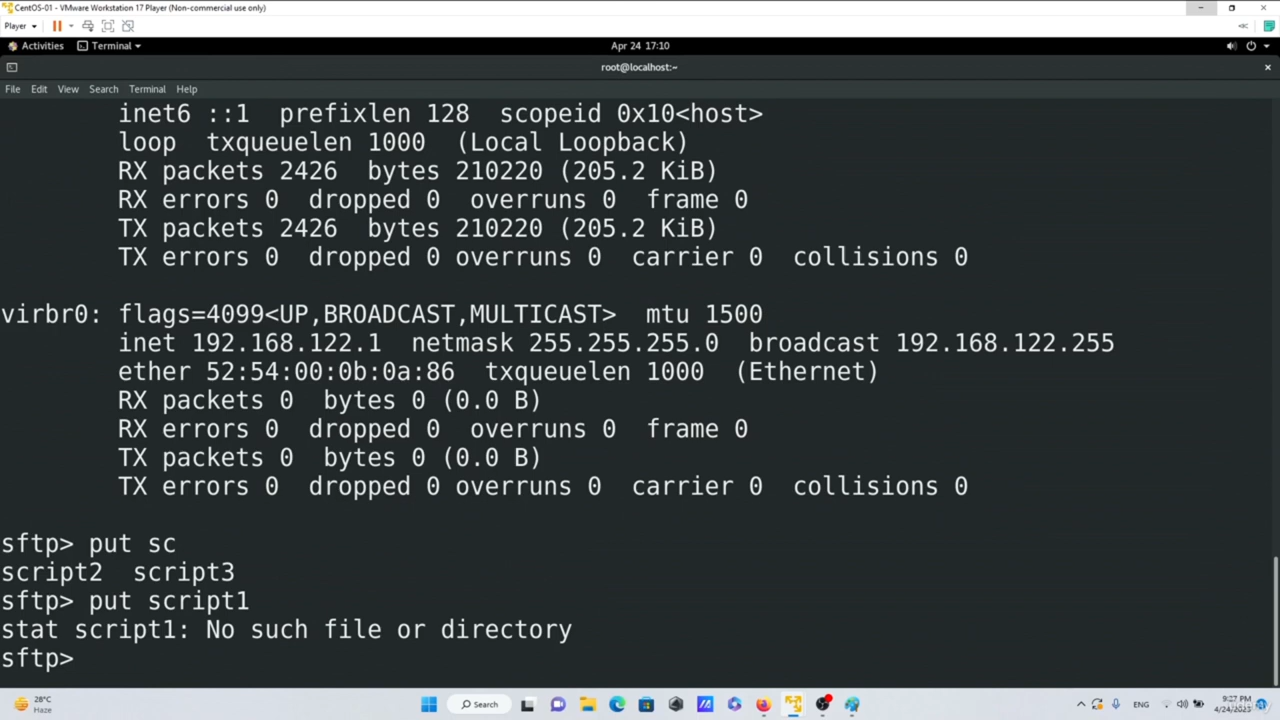 CentOS-01 - VMware Workstation 17 Player (Non-commercial use only)
Player
Activities Terminal Apr 24 17:10
root@localhost:~
File Edit View Search Terminal Help
inet6 ::1 prefixlen 128 scopeid 0x10<host>
loop txqueuelen 1000 (Local Loopback)
RX packets 2426 bytes 210220 (205.2 KiB)
RX errors 0 dropped 0 overruns 0 frame 0
TX packets 2426 bytes 210220 (205.2 KiB)
TX errors 0 dropped 0 overruns 0 carrier 0 collisions 0
virbr0: flags=4099<UP,BROADCAST,MULTICAST> mtu 1500
inet 192.168.122.1 netmask 255.255.255.0 broadcast 192.168.122.255
ether 52:54:00:0b:0a:86 txqueuelen 1000 (Ethernet)
RX packets 0 bytes 0 (0.0 B)
RX errors 0 dropped 0 overruns 0 frame 0
TX packets 0 bytes 0 (0.0 B)
TX errors 0 dropped 0 overruns 0 carrier 0 collisions 0
sftp> put sc
script2 script3
sftp> put script1
stat script1: No such file or directory
sftp>
28°C
Haze
Search
ENG
9:27 PM
4/24/2023